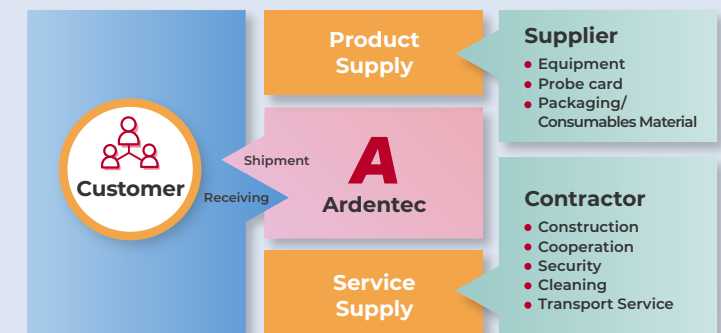 Customer
Shipment
Receiving
Product
Supply
A
Ardentec
Service
Supply
Supplier
Equipment
Probe card
Packaging/
Consumables Material
Contractor
Construction
Cooperation
Security
Cleaning
Transport Service